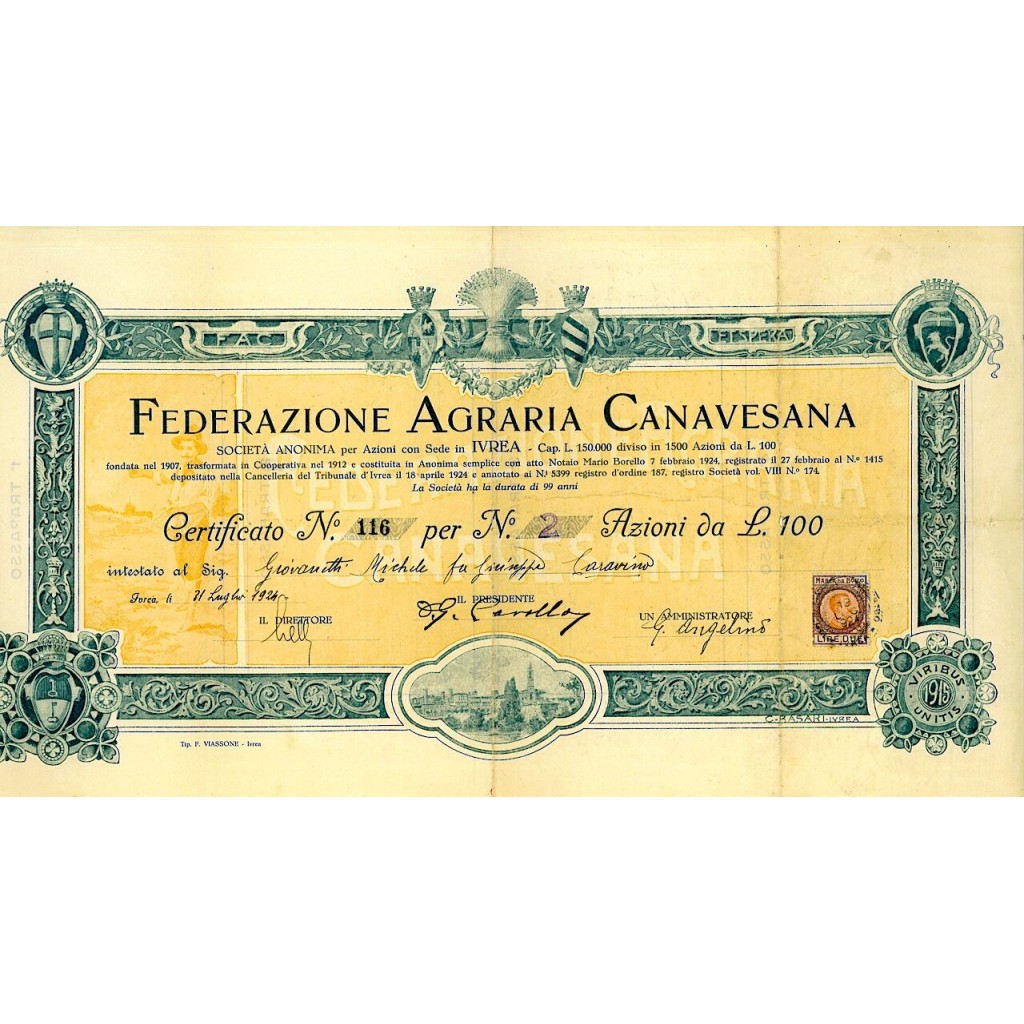 FAC
ET SPERA
FEDERAZIONE AGRARIA CANAVESANA
SOCIETÀ ANONIMA per Azioni con Sede in IVREA - Cap. L. 150.000 diviso in 1500 Azioni da L. 100
fondata nel 1907, trasformata in Cooperativa nel 1912 e costituita in Anonima semplice con atto Notaio Mario Borello 7 febbraio 1924, registrato il 27 febbraio al N.° 1415
depositato nella Cancelleria del Tribunale d'Ivrea il 18 aprile 1924 e annotato ai N.i 5399 registro d'ordine 187, registro Società vol. VIII N.° 174.
La Società ha la durata di 99 anni
Certificato N.° 116 per N.° 2 Azioni da L. 100
intestato al Sig. Giovanetti Michele fu Giuseppe Caravino
Ivrea, li 21 Luglio 1924
IL DIRETTORE
IL PRESIDENTE
UN AMMINISTRATORE
G. Angelino
MARCA DA BOLLO
LIRE DUE
VIRIBUS
1915
UNITIS
C. RASARI - IVREA
Tip. F. VIASSONE - Ivrea
1° TRAPASSO